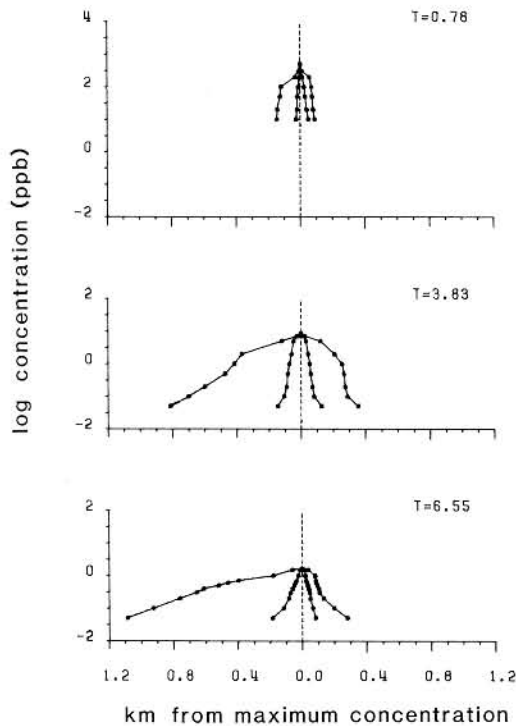 T=0.78
4
2
0
-2
log concentration (ppb)
T=3.83
2
0
-2
T=6.55
2
0
-2
1.2 0.8 0.4 0.0 0.4 0.8 1.2
km from maximum concentration